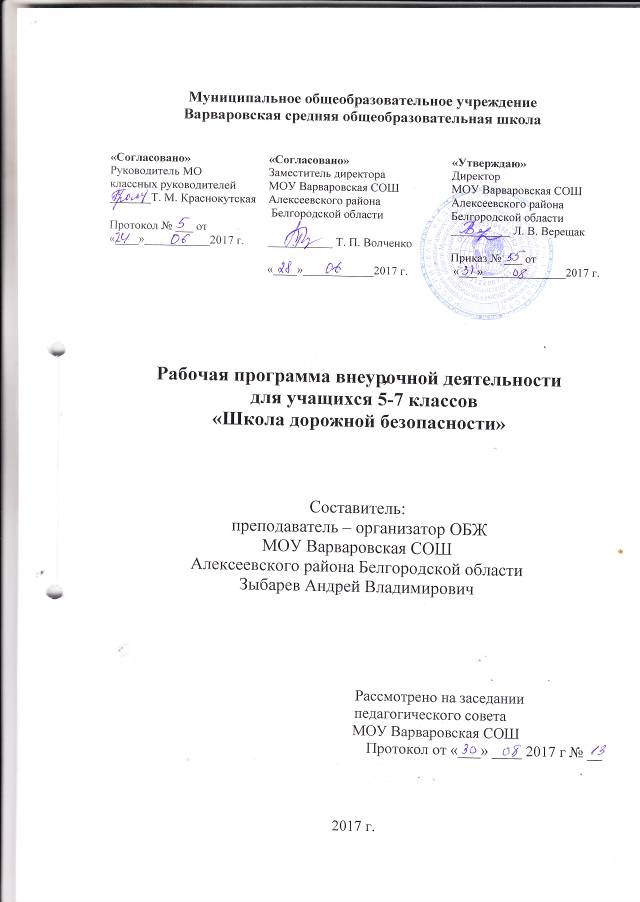 Муниципальное общеобразовательное учреждение
Варваровская средняя общеобразовательная школа
«Согласовано»
Руководитель МО
классных руководителей
Т. М. Краснокутская
Протокол № 5 от
«24» 06 2017 г.
«Согласовано»
Заместитель директора
МОУ Варваровская СОШ
Алексеевского района
Белгородской области
Т. П. Волченко
«28» 06 2017 г.
«Утверждаю»
Директор
МОУ Варваровская СОШ
Алексеевского района
Белгородской области
Л. В. Верещак
Приказ № 55 от
«31» 08 2017 г.
Рабочая программа внеурочной деятельности
для учащихся 5-7 классов
«Школа дорожной безопасности»
Составитель:
преподаватель – организатор ОБЖ
МОУ Варваровская СОШ
Алексеевского района Белгородской области
Зыбарев Андрей Владимирович
Рассмотрено на заседании
педагогического совета
МОУ Варваровская СОШ
Протокол от «30» 08 2017 г № 13
2017 г.